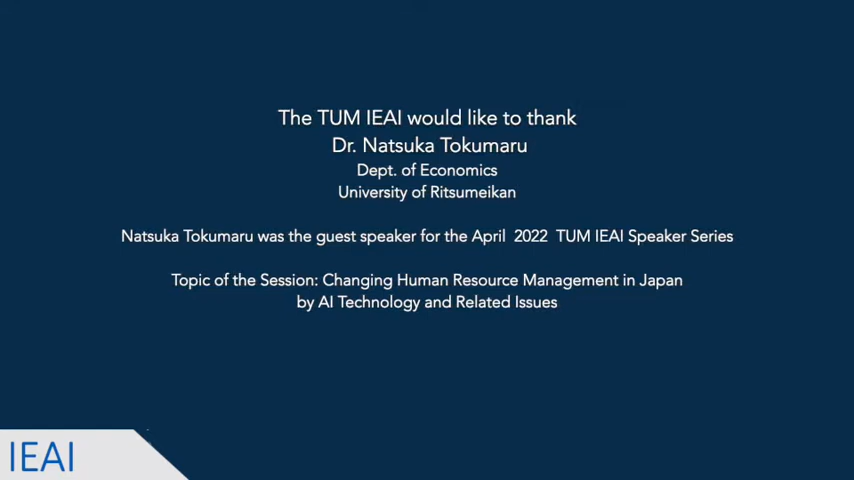 The TUM IEAI would like to thank
Dr. Natsuka Tokumaru
Dept. of Economics
University of Ritsumeikan
Natsuka Tokumaru was the guest speaker for the April 2022 TUM IEAI Speaker Series
Topic of the Session: Changing Human Resource Management in Japan
by AI Technology and Related Issues
IEAI